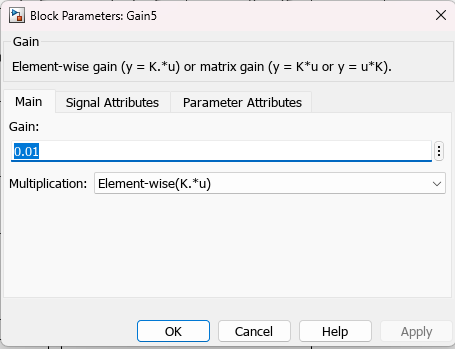 Block Parameters: Gain5
Gain
Element-wise gain (y = K.*u) or matrix gain (y = K*u or y = u*K).
Main Signal Attributes Parameter Attributes
Gain:
0.01
Multiplication: Element-wise(K.*u)
OK Cancel Help Apply